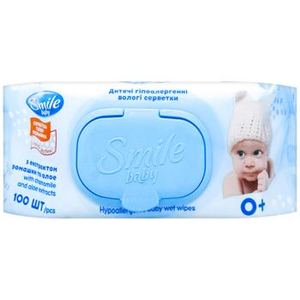 Дитячі гіпоалергенні
вологі серветки
Smile
baby
з екстрактом
ромашки та алое
with chamomile
and aloe extracts
100 шт/pcs
Smile
baby
Hypoallergenic baby wet wipes
0+